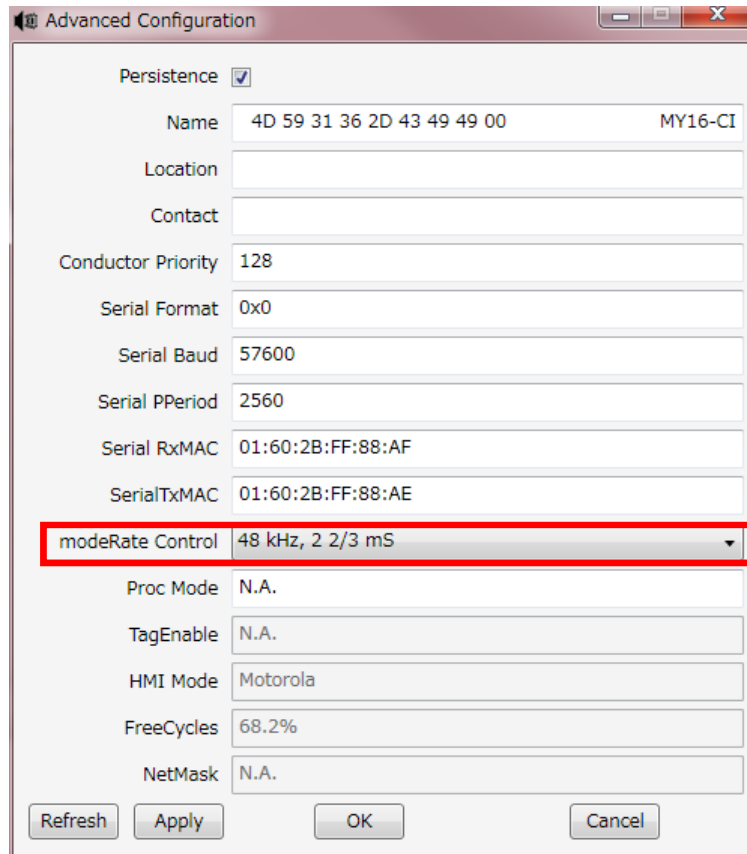 Advanced Configuration
Persistence
Name 4D 59 31 36 2D 43 49 49 00 MY16-CI
Location
Contact
Conductor Priority 128
Serial Format 0x0
Serial Baud 57600
Serial PPeriod 2560
Serial RxMAC 01:60:2B:FF:88:AF
SerialTxMAC 01:60:2B:FF:88:AE
modeRate Control 48 kHz, 2 2/3 mS
Proc Mode N.A.
TagEnable N.A.
HMI Mode Motorola
FreeCycles 68.2%
NetMask N.A.
Refresh Apply OK Cancel